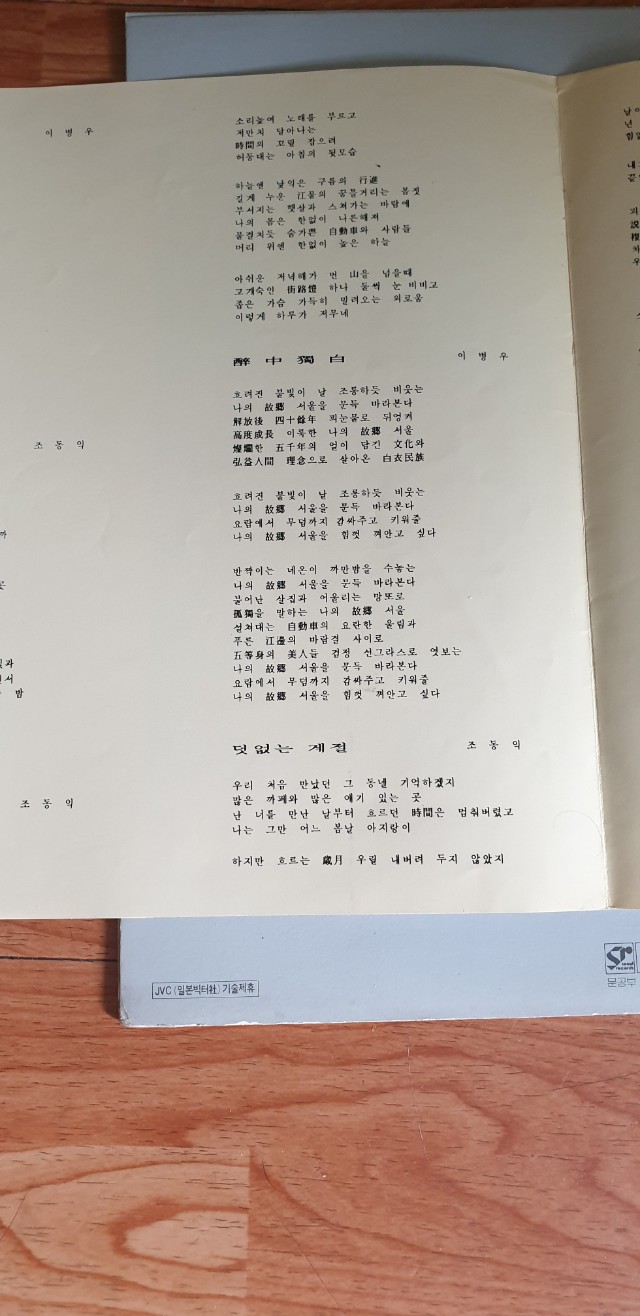 이 병 우
조 동 익
밤
조 동 익
소리높여 노래를 부르고
저만치 달아나는
時間의 꼬릴 잡으려
허둥대는 아침의 뒷모습
하늘엔 낯익은 구름의 行進
길게 누운 江물의 꿈틀거리는 몸짓
부서지는 햇살과 스쳐가는 바람에
나의 몸은 한없이 나른해져
물결치듯 숨가쁜 自動車와 사람들
머리 위엔 한없이 높은 하늘
아쉬운 저녁해가 먼 山을 넘을때
고개숙인 街路燈 하나 둘씩 눈 비비고
좁은 가슴 가득히 밀려오는 외로움
이렇게 하루가 저무네
醉中獨白 이 병 우
흐려진 불빛이 날 조롱하듯 비웃는
나의 故鄕 서울을 문득 바라본다
解放後 四十餘年 피눈물로 뒤엉켜
高度成長 이룩한 나의 故鄕 서울
燦爛한 五千年의 얼이 담긴 文化와
弘益人間 理念으로 살아온 白衣民族
흐려진 불빛이 날 조롱하듯 비웃는
나의 故鄕 서울을 문득 바라본다
요람에서 무덤까지 감싸주고 키워줄
나의 故鄕 서울을 힘껏 껴안고 싶다
반짝이는 네온이 까만밤을 수놓는
나의 故鄕 서울을 문득 바라본다
불어난 살집과 어울리는 망또로
孤獨을 말하는 나의 故鄕 서울
설쳐대는 自動車의 요란한 울림과
푸른 江邊의 바람결 사이로
五等身의 美人들 검정 선그라스로 엿보는
나의 故鄕 서울을 문득 바라본다
요람에서 무덤까지 감싸주고 키워줄
나의 故鄕 서울을 힘껏 껴안고 싶다
덧없는 계절 조 동 익
우리 처음 만났던 그 동넬 기억하겠지
많은 까페와 많은 얘기 있는 곳
난 너를 만난 날부터 흐르던 時間은 멈춰버렸고
나는 그만 어느 봄날 아지랑이
하지만 흐르는 歲月 우릴 내버려 두지 않았지
JVC(일본빅터社)기술제휴
sr
seoul records
문공부